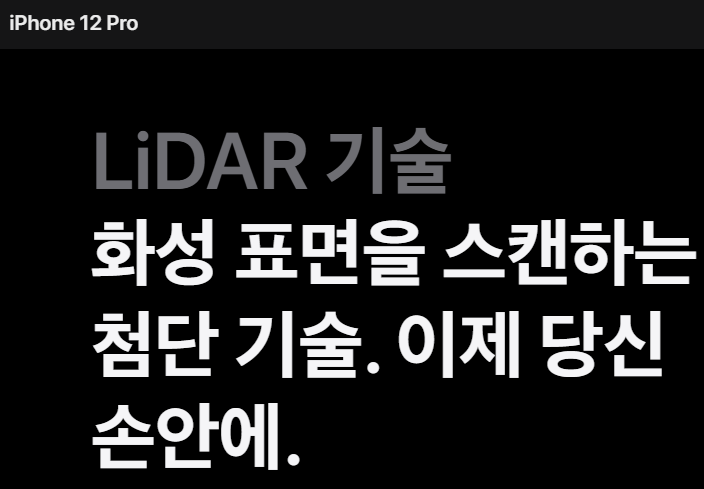 iPhone 12 Pro
LiDAR 기술
화성 표면을 스캔하는
첨단 기술. 이제 당신
손안에.